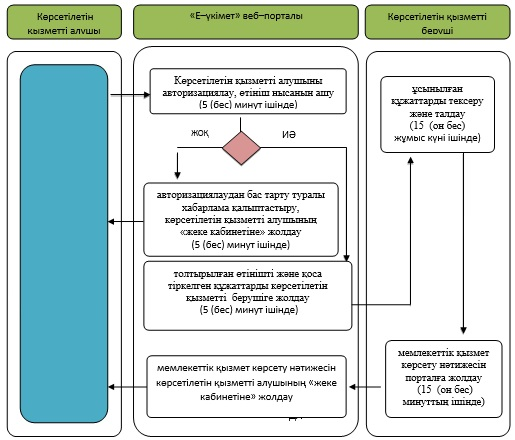 Көрсетілетін
қызметті алушы
«Е–үкімет» веб–порталы
Көрсетілетін қызметті
беруші
Көрсетілетін қызметті алушыны
авторизациялау, өтініш нысанын ашу
(5 (бес) минут ішінде)
жоқ
иә
авторизациялаудан бас тарту туралы
хабарлама қалыптастыру,
көрсетілетін қызметті алушының
«жеке кабинетіне» жолдау
(5 (бес) минут ішінде)
толтырылған өтінішті және қоса
тіркелген құжаттарды көрсетілетін
қызметті берушіге жолдау
(5 (бес) минут ішінде)
мемлекеттік қызмет көрсету нәтижесін
көрсетілетін қызметті алушының «жеке
кабинетіне» жолдау
ұсынылған
құжаттарды тексеру
және талдау
(15 (он бес)
жұмыс күні ішінде)
мемлекеттік қызмет
көрсету нәтижесін
порталға жолдау
(15 (он бес)
минуттың ішінде)